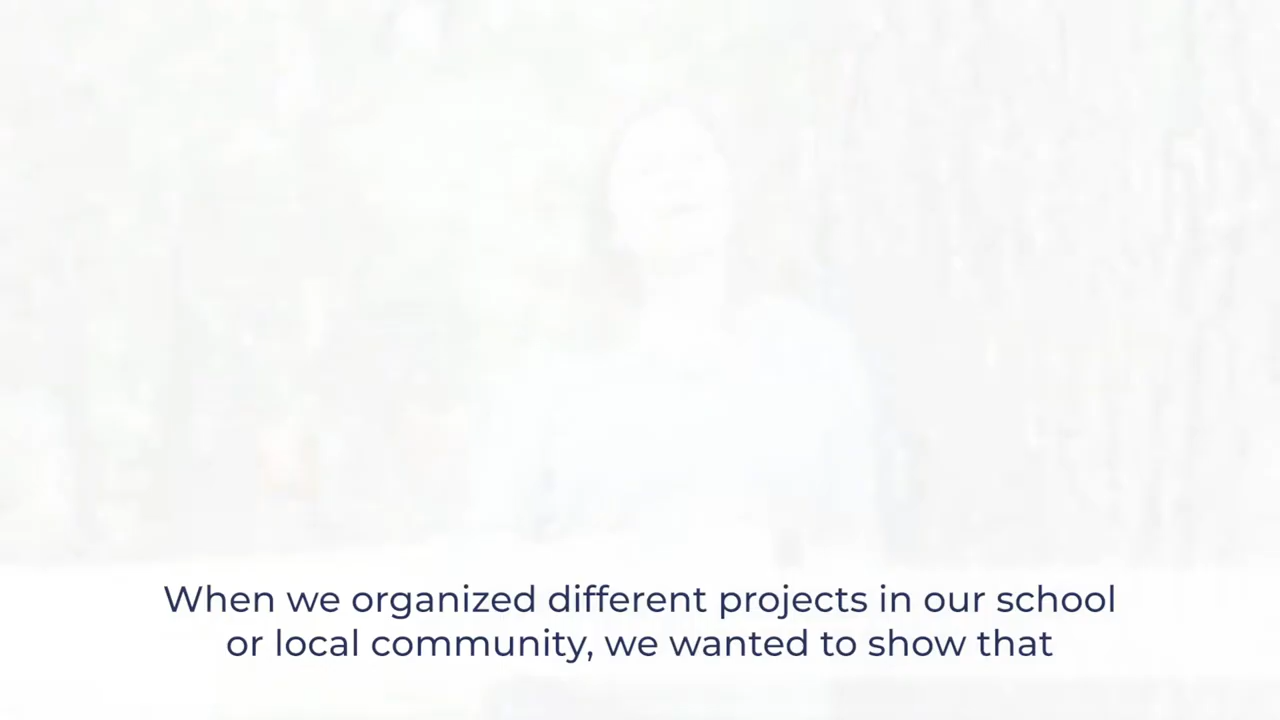 When we organized different projects in our school
or local community, we wanted to show that